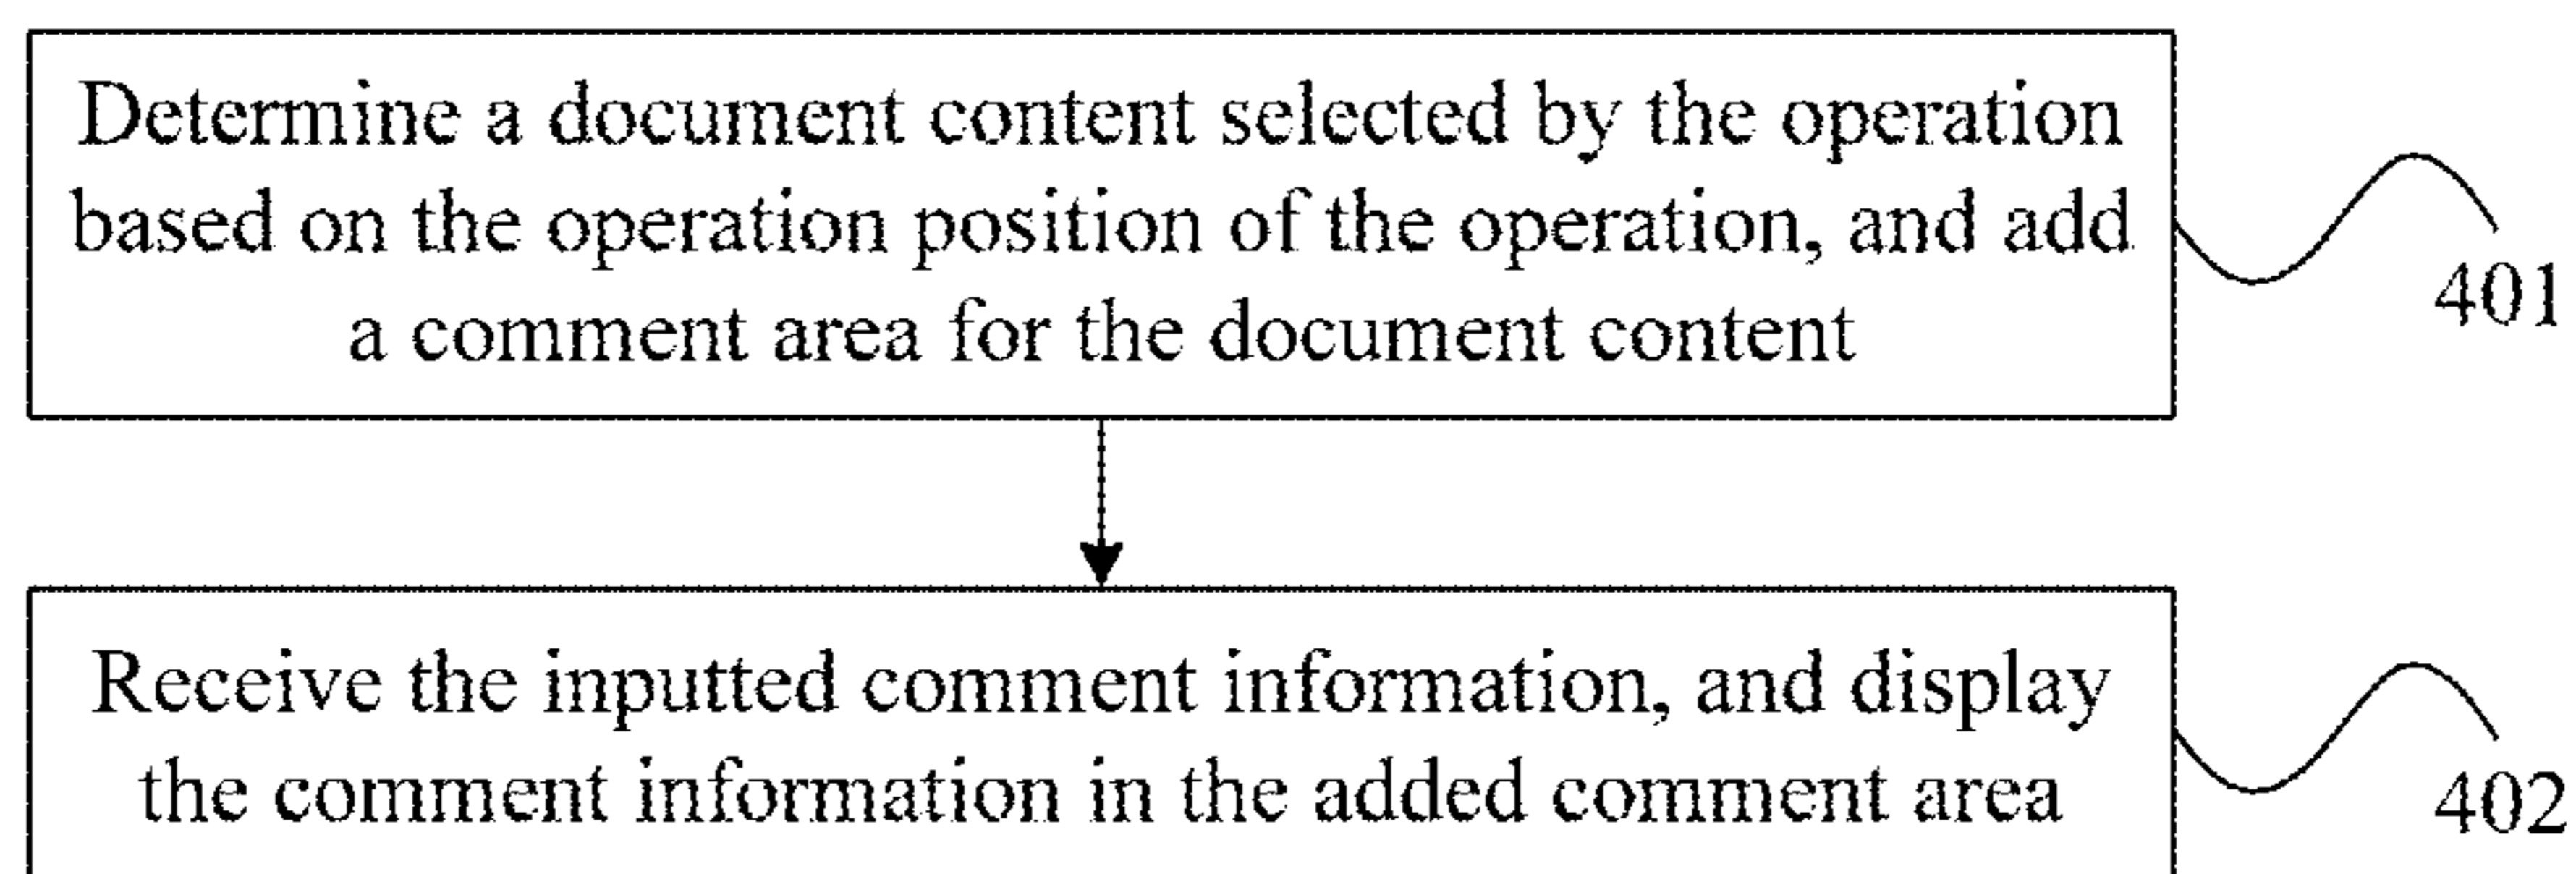 Determine a document content selected by the operation
based on the operation position of the operation, and add
a comment area for the document content
401
Receive the inputted comment information, and display
the comment information in the added comment area
402